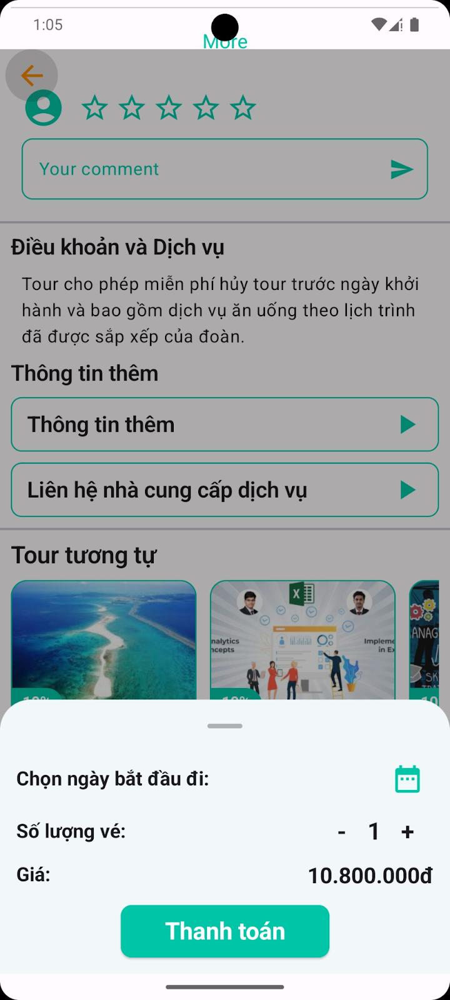 1:05
More
Your comment
Điều khoản và Dịch vụ
Tour cho phép miễn phí hủy tour trước ngày khởi
hành và bao gồm dịch vụ ăn uống theo lịch trình
đã được sắp xếp của đoàn.
Thông tin thêm
Thông tin thêm
Liên hệ nhà cung cấp dịch vụ
Tour tương tự
X
nalytics
ncepts
Impleme
in Ex
ANAG
SK
Chọn ngày bắt đầu đi:
Số lượng vé:
- 1 +
Giá:
10.800.000đ
Thanh toán